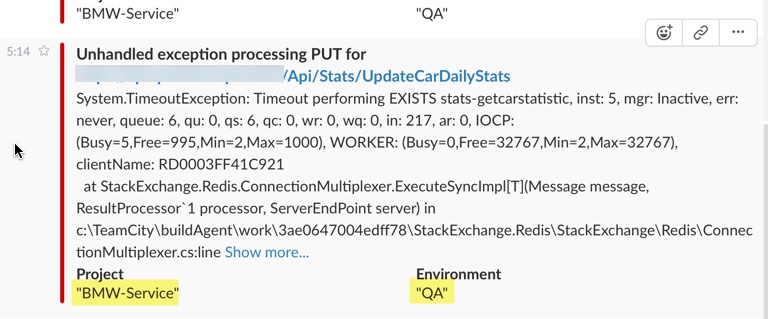 "BMW-Service" "QA"
5:14
Unhandled exception processing PUT for
/Api/Stats/UpdateCarDailyStats
System.TimeoutException: Timeout performing EXISTS stats-getcarstatistic, inst: 5, mgr: Inactive, err:
never, queue: 6, qu: 0, qs: 6, qc: 0, wr: 0, wq: 0, in: 217, ar: 0, IOCP:
(Busy=5,Free=995,Min=2,Max=1000), WORKER: (Busy=0,Free=32767,Min=2,Max=32767),
clientName: RD0003FF41C921
at StackExchange.Redis.ConnectionMultiplexer.ExecuteSyncImpl[T](Message message,
ResultProcessor`1 processor, ServerEndPoint server) in
c:\TeamCity\buildAgent\work\3ae0647004edff78\StackExchange.Redis\StackExchange\Redis\Connec
tionMultiplexer.cs:line Show more...
Project Environment
"BMW-Service" "QA"